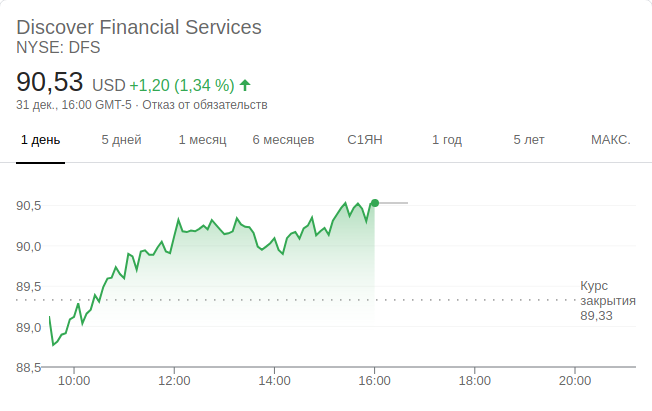 Discover Financial Services
NYSE: DFS
90,53 USD +1,20 (1,34 %)
31 дек., 16:00 GMT-5 · Отказ от обязательств
1 день 5 дней 1 месяц 6 месяцев С1ЯН 1 год 5 лет МАКС.
90,5
90,0
89,5
Курс
закрытия
89,33
89,0
88,5
10:00 12:00 14:00 16:00 18:00 20:00